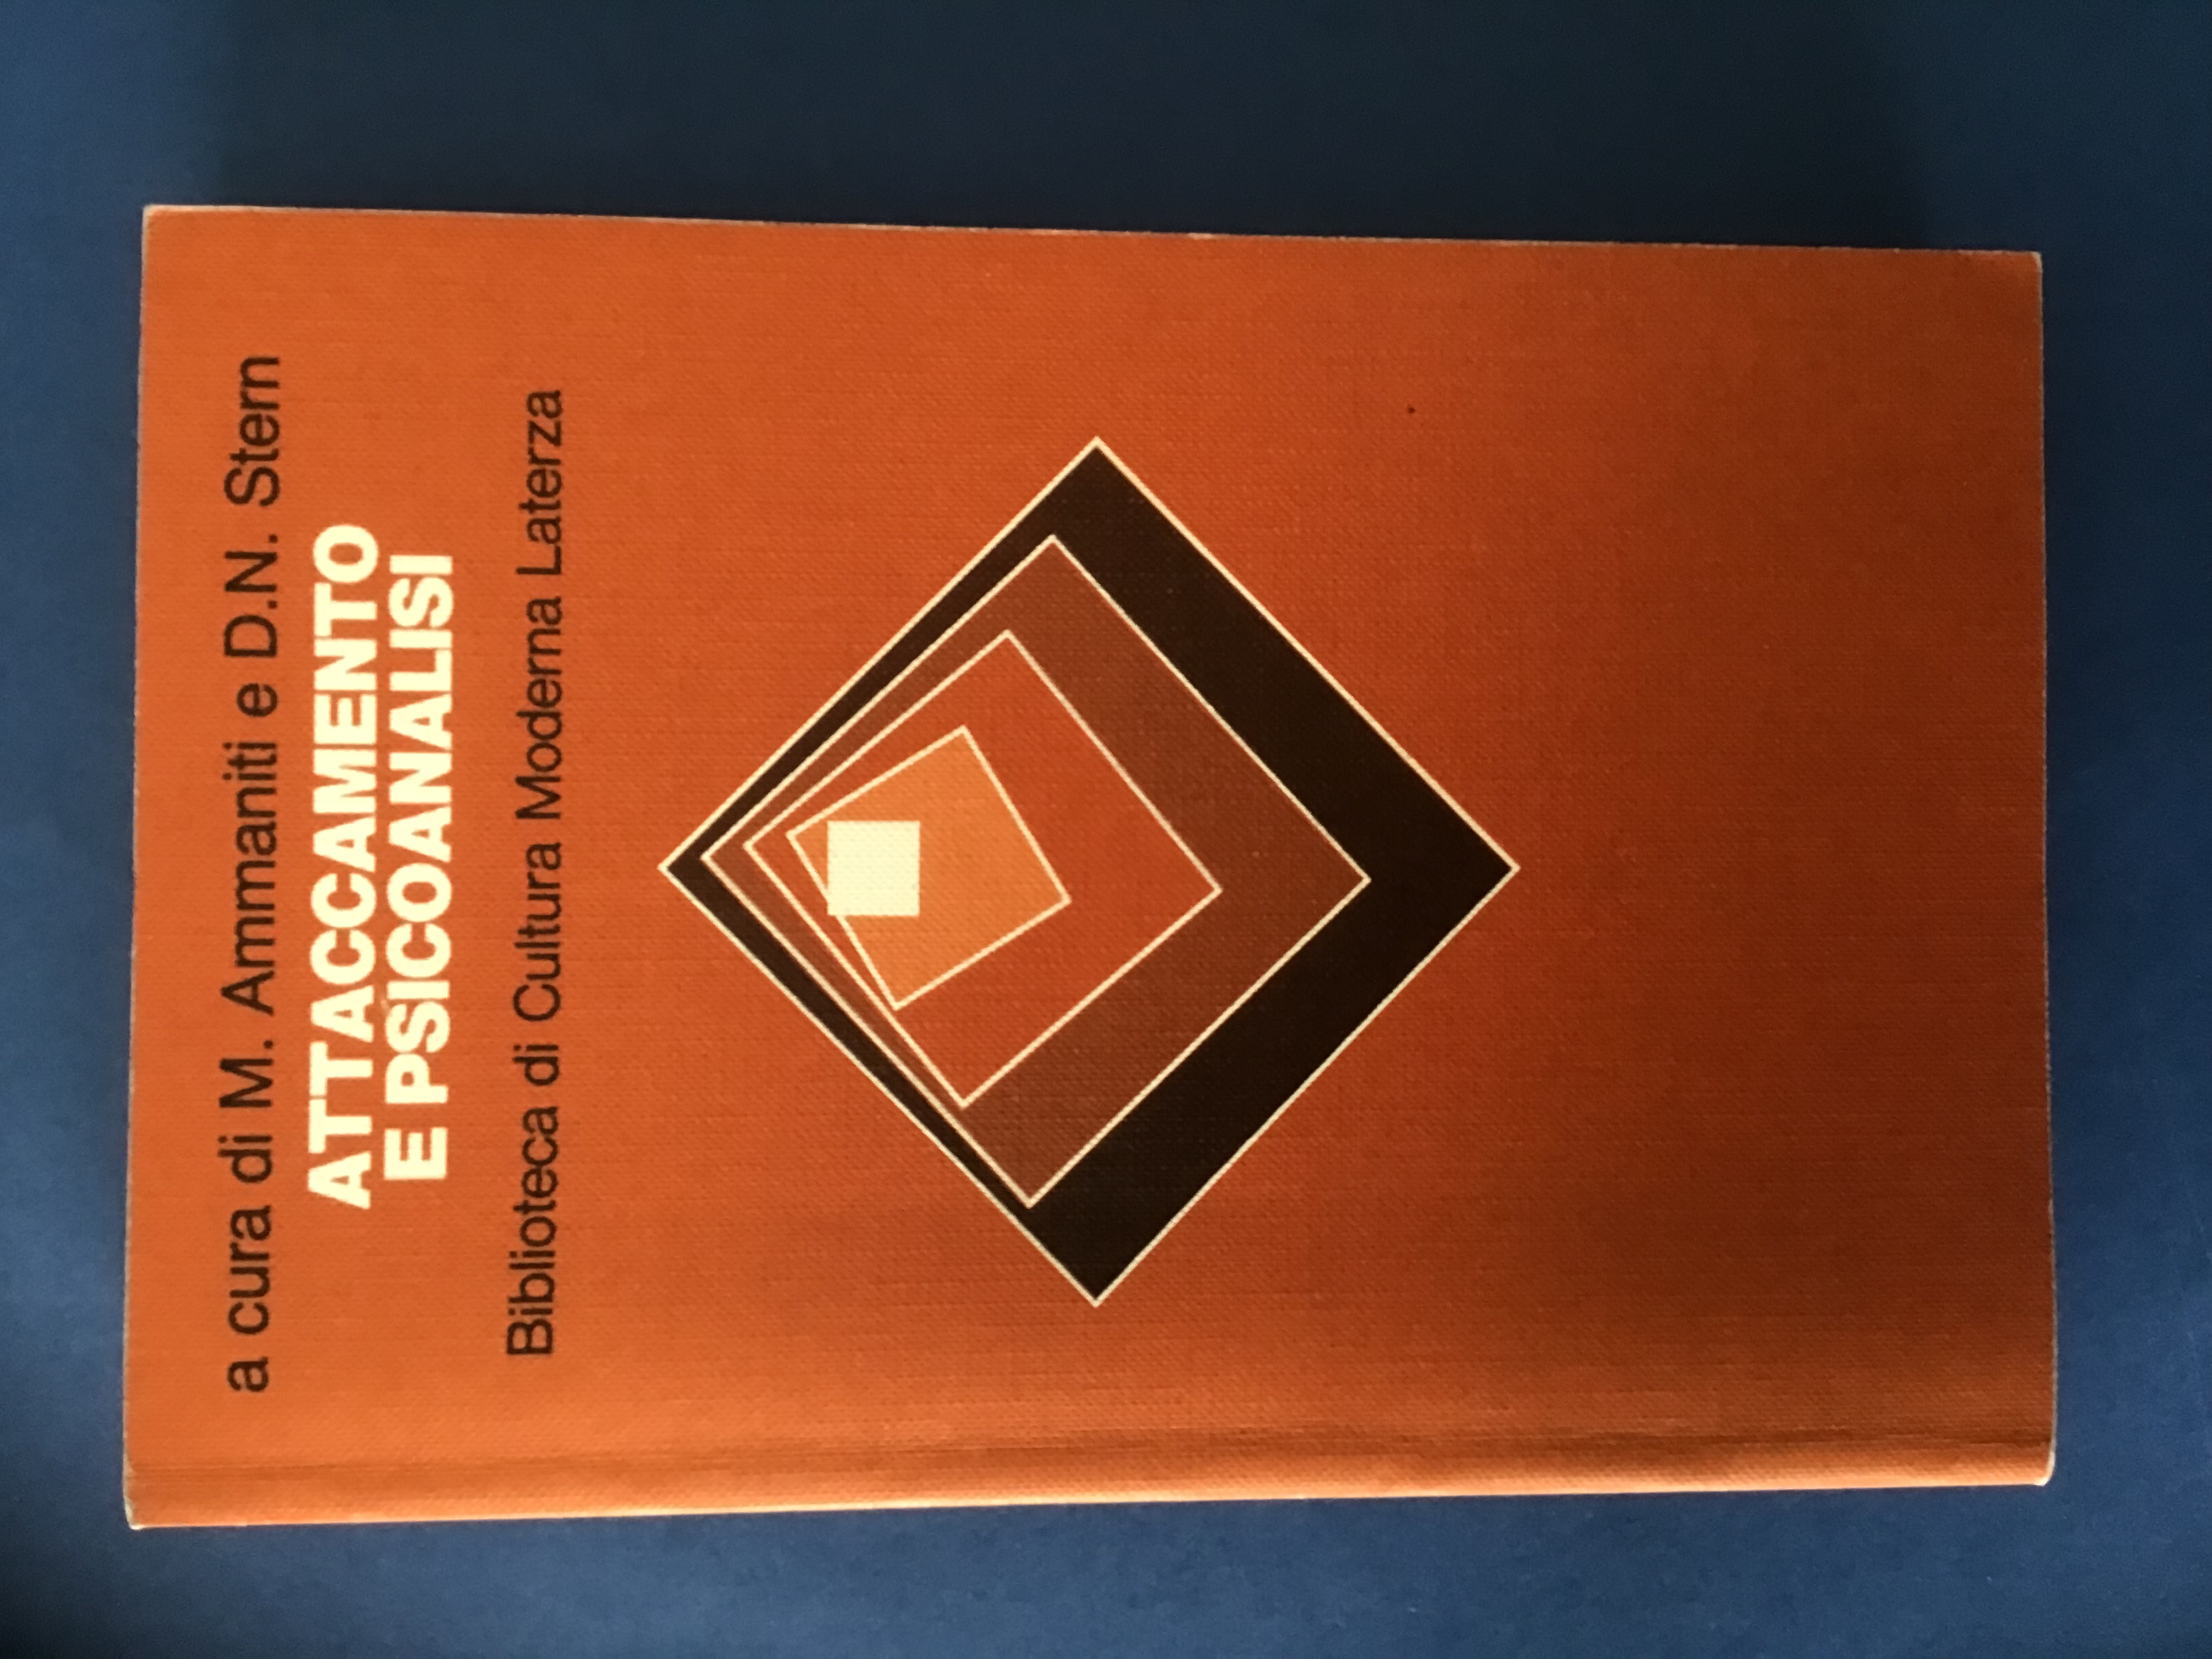 a cura di M. Ammaniti e D.N. Stern
ATTACCAMENTO
E PSICOANALISI
Biblioteca di Cultura Moderna Laterza